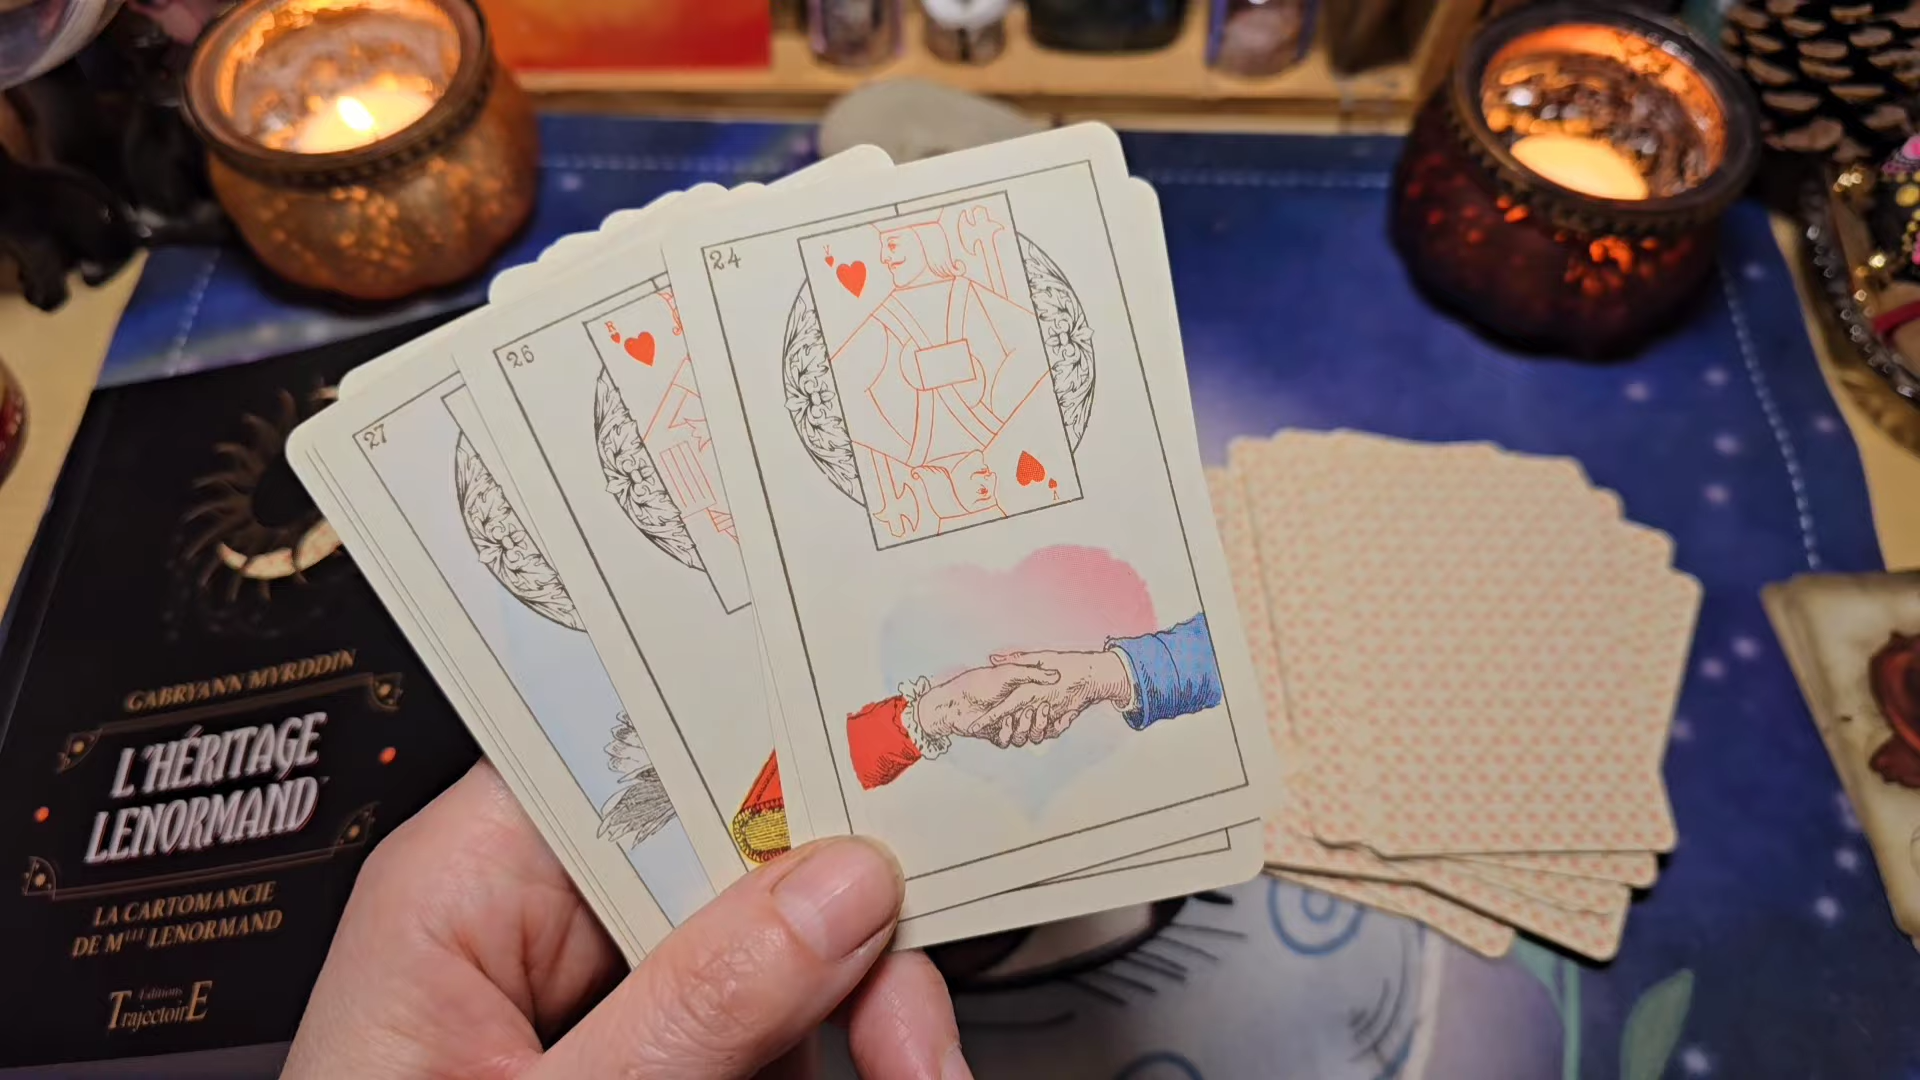 24
V
V
26
R
27
GABRYANN MYRDDIN
L'HÉRITAGE
LENORMAND
LA CARTOMANCIE
DE MLLE LENORMAND
Éditions
TrajectoirE